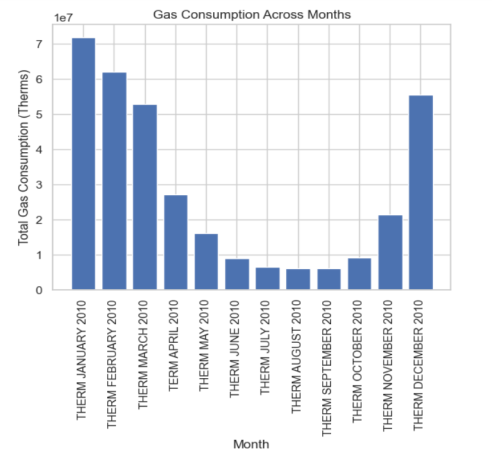 Gas Consumption Across Months
1e7
Total Gas Consumption (Therms)
7
6
5
4
3
2
1
0
THERM JANUARY 2010
THERM FEBRUARY 2010
THERM MARCH 2010
TERM APRIL 2010
THERM MAY 2010
THERM JUNE 2010
THERM JULY 2010
THERM AUGUST 2010
THERM SEPTEMBER 2010
THERM OCTOBER 2010
THERM NOVEMBER 2010
THERM DECEMBER 2010
Month